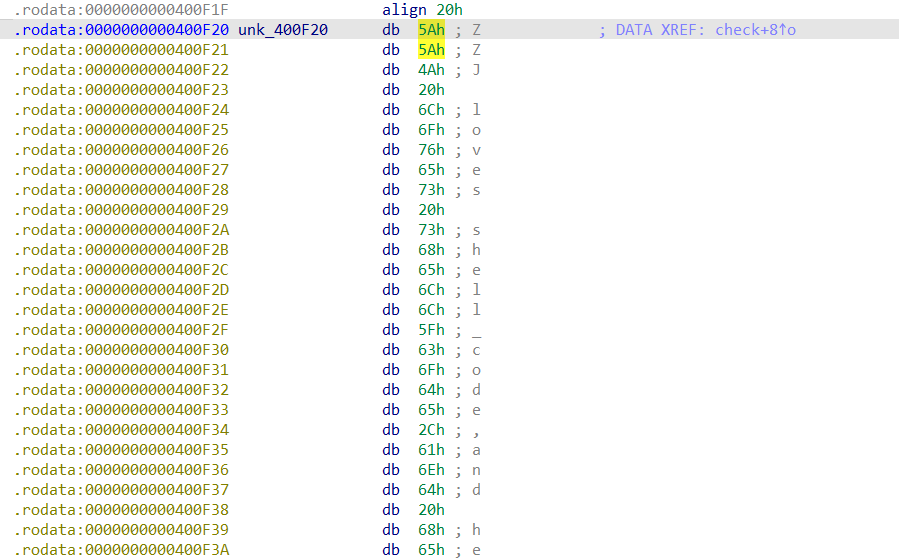 .rodata:0000000000400F1F align 20h
.rodata:0000000000400F20 unk_400F20 db 5Ah ; Z ; DATA XREF: check+8↑o
.rodata:0000000000400F21 db 5Ah ; Z
.rodata:0000000000400F22 db 4Ah ; J
.rodata:0000000000400F23 db 20h
.rodata:0000000000400F24 db 6Ch ; l
.rodata:0000000000400F25 db 6Fh ; o
.rodata:0000000000400F26 db 76h ; v
.rodata:0000000000400F27 db 65h ; e
.rodata:0000000000400F28 db 73h ; s
.rodata:0000000000400F29 db 20h
.rodata:0000000000400F2A db 73h ; s
.rodata:0000000000400F2B db 68h ; h
.rodata:0000000000400F2C db 65h ; e
.rodata:0000000000400F2D db 6Ch ; l
.rodata:0000000000400F2E db 6Ch ; l
.rodata:0000000000400F2F db 5Fh ; _
.rodata:0000000000400F30 db 63h ; c
.rodata:0000000000400F31 db 6Fh ; o
.rodata:0000000000400F32 db 64h ; d
.rodata:0000000000400F33 db 65h ; e
.rodata:0000000000400F34 db 2Ch ; ,
.rodata:0000000000400F35 db 61h ; a
.rodata:0000000000400F36 db 6Eh ; n
.rodata:0000000000400F37 db 64h ; d
.rodata:0000000000400F38 db 20h
.rodata:0000000000400F39 db 68h ; h
.rodata:0000000000400F3A db 65h ; e